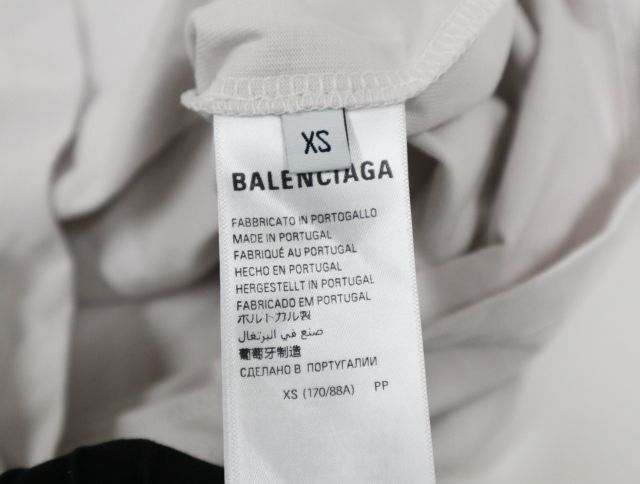 XS
BALENCIAGA
FABBRICATO IN PORTOGALLO
MADE IN PORTUGAL
FABRIQUÉ AU PORTUGAL
HECHO EN PORTUGAL
HERGESTELLT IN PORTUGAL
FABRICADO EM PORTUGAL
ポルトガル製
صنع في البرتغال
葡萄牙制造
СДЕЛАНО В ПОРТУГАЛИИ
XS (170/88A) PP